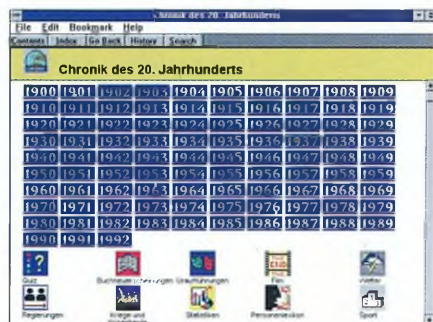 Chronik des 20. Jahrhunderts
File Edit Bookmark Help
Contents Index Go Back History Search
Chronik des 20. Jahrhunderts
1900 1901 1902 1903 1904 1905 1906 1907 1908 1909
1910 1911 1912 1913 1914 1915 1916 1917 1918 1919
1920 1921 1922 1923 1924 1925 1926 1927 1928 1929
1930 1931 1932 1933 1934 1935 1936 1937 1938 1939
1940 1941 1942 1943 1944 1945 1946 1947 1948 1949
1950 1951 1952 1953 1954 1955 1956 1957 1958 1959
1960 1961 1962 1963 1964 1965 1966 1967 1968 1969
1970 1971 1972 1973 1974 1975 1976 1977 1978 1979
1980 1981 1982 1983 1984 1985 1986 1987 1988 1989
1990 1991 1992
? ?
THE END
Quiz Buchneuerscheinungen Uraufführungen Film Wetter
Regierungen Kriege und Statistiken Personenlexikon Sport